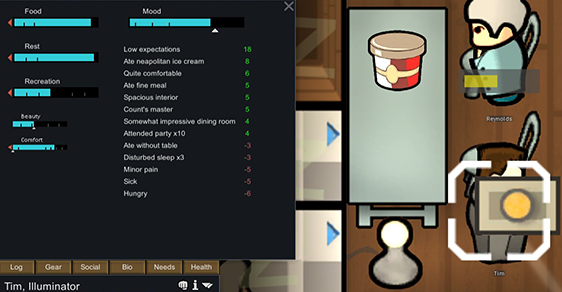 Food
Rest
Recreation
Beauty
Comfort
Mood
Low expectations 18
Ate neapolitan ice cream 8
Quite comfortable 6
Ate fine meal 5
Spacious interior 5
Count's master 5
Somewhat impressive dining room 4
Attended party x10 4
Ate without table -3
Disturbed sleep x3 -3
Minor pain -5
Sick -5
Hungry -6
Log Gear Social Bio Needs Health
Tim, Illuminator
Reynolds
Tim